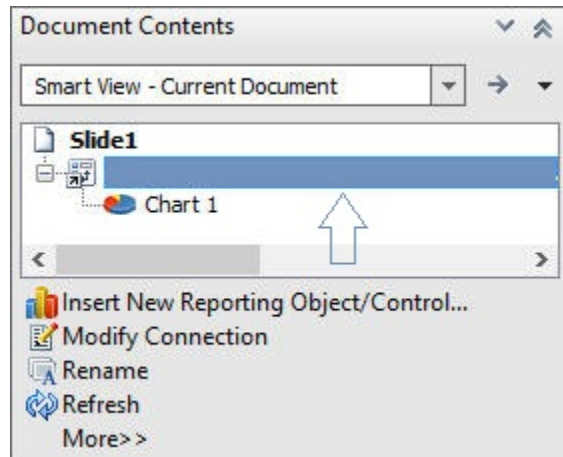 Document Contents
Smart View - Current Document
Slide1
Chart 1
Insert New Reporting Object/Control...
Modify Connection
Rename
Refresh
More>>